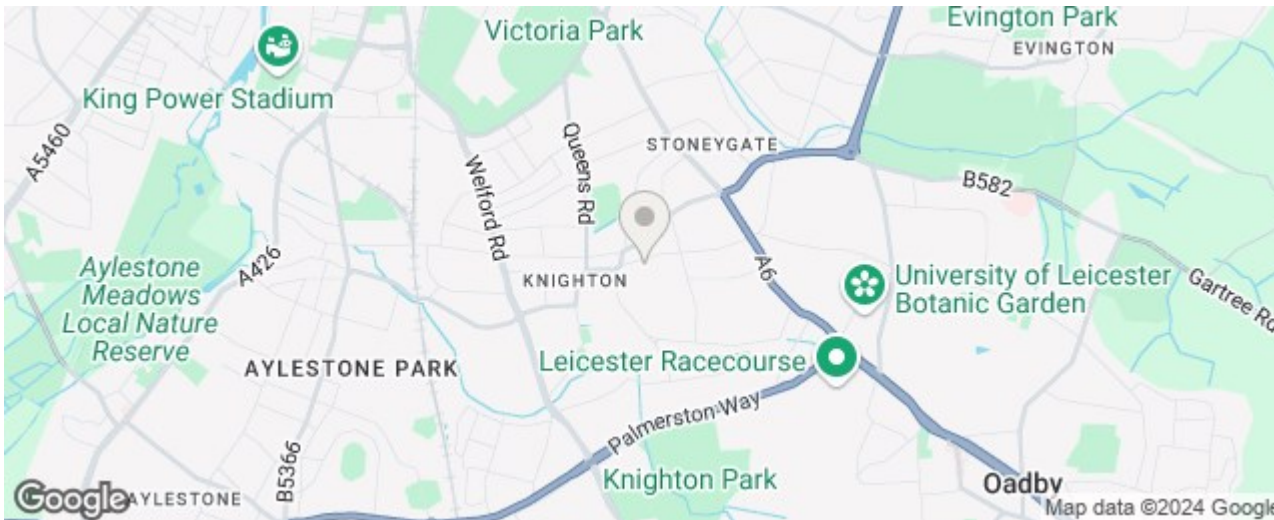 Victoria Park
Evington Park
EVINGTON
King Power Stadium
A5460
Queens Rd
STONEYGATE
Welford Rd
B582
A426
Aylestone
Meadows
Local Nature
Reserve
KNIGHTON
A6
University of Leicester
Botanic Garden
Gartree Rd
AYLESTONE PARK
Leicester Racecourse
Palmerston Way
B5366
Knighton Park
Oadby
Google
AYLESTONE
Map data ©2024 Google